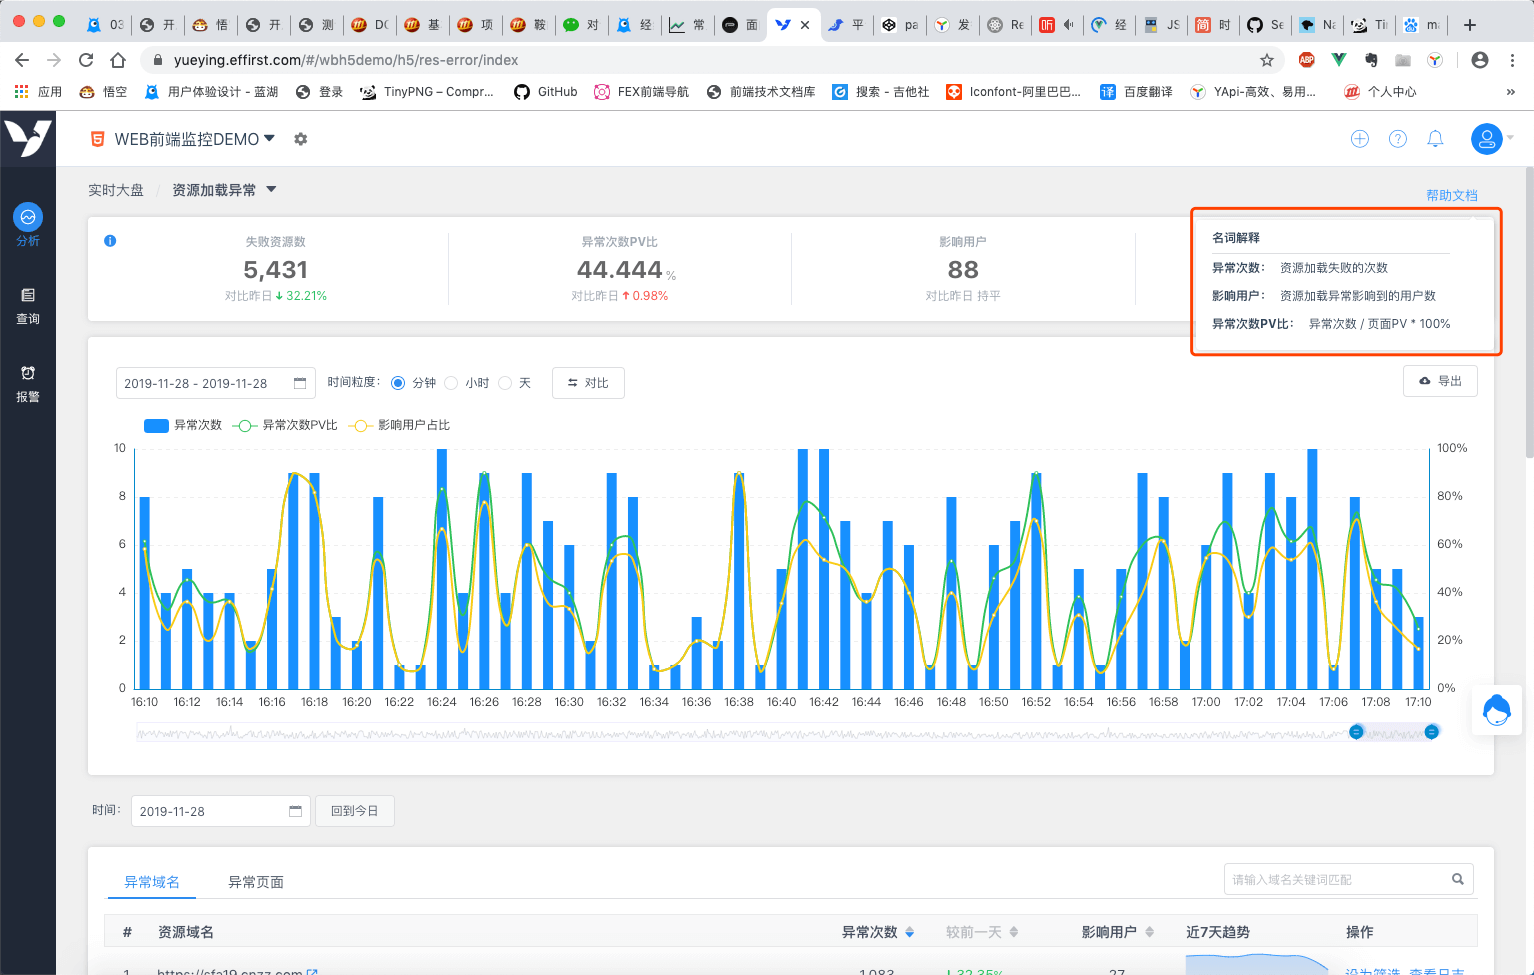 03
开
悟
开
测
DC
基
项
鞍
对
经
常
面
平
pa
发
Re
听
经
JS
简 时
Se
Na
Ti
ma
yueying.effirst.com/#/wbh5demo/h5/res-error/index
ABP
应用
悟空
用户体验设计 - 蓝湖
登录
TinyPNG – Compr...
GitHub
FEX前端导航
前端技术文档库
搜索 - 吉他社
Iconfont-阿里巴巴...
译 百度翻译
YApi-高效、易用...
个人中心
»
WEB前端监控DEMO
分析
查询
报警
实时大盘 / 资源加载异常
帮助文档
失败资源数
5,431
对比昨日 32.21%
异常次数PV比
44.444 %
对比昨日 0.98%
影响用户
88
对比昨日 持平
名词解释
异常次数： 资源加载失败的次数
影响用户： 资源加载异常影响到的用户数
异常次数PV比： 异常次数 / 页面PV * 100%
2019-11-28 - 2019-11-28
时间粒度： 分钟 小时 天
对比
导出
异常次数 异常次数PV比 影响用户占比
10 100%
8 80%
6 60%
4 40%
2 20%
0 0%
16:10 16:12 16:14 16:16 16:18 16:20 16:22 16:24 16:26 16:28 16:30 16:32 16:34 16:36 16:38 16:40 16:42 16:44 16:46 16:48 16:50 16:52 16:54 16:56 16:58 17:00 17:02 17:04 17:06 17:08 17:10
时间： 2019-11-28 回到今日
异常域名 异常页面
请输入域名关键词匹配
# 资源域名 异常次数 较前一天 影响用户 近7天趋势 操作
1 https://sfa19.cnzz.com 1,083 32.35% 27 设为筛选 查看日志